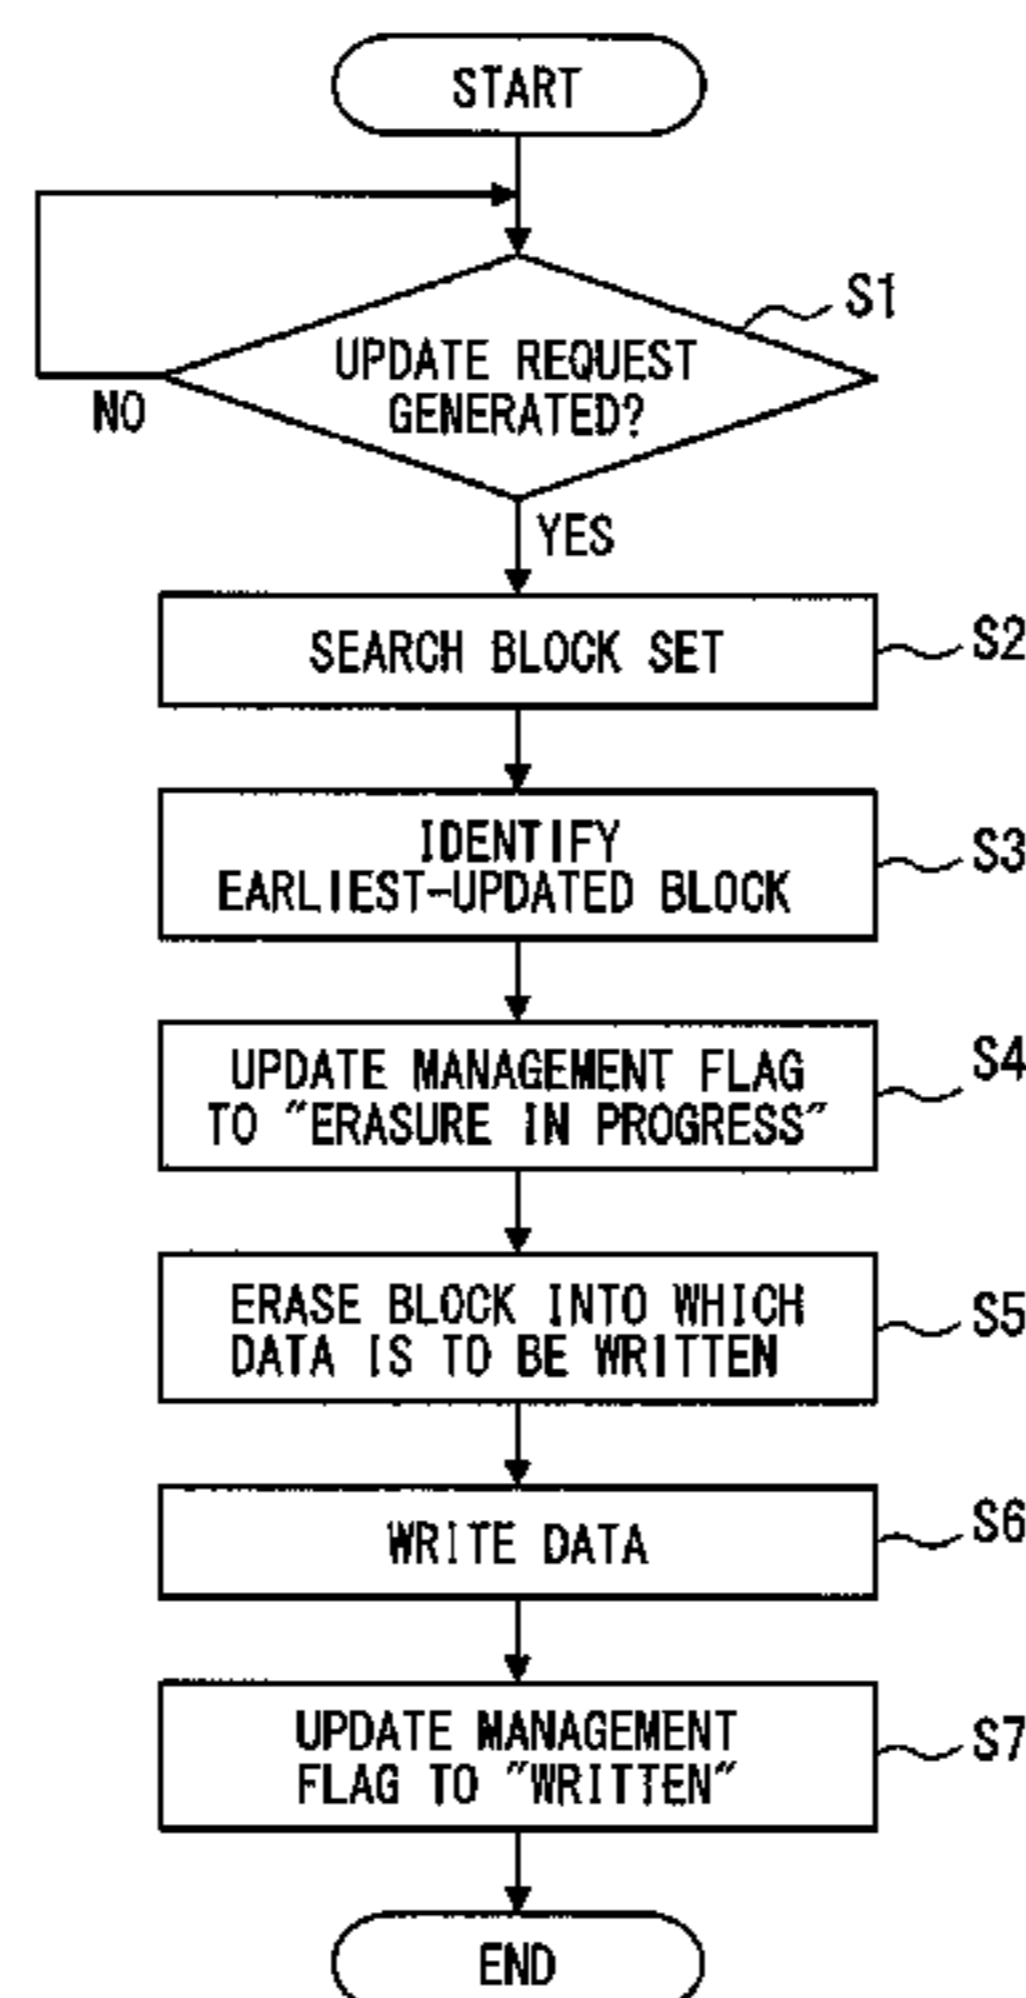 START
S1
UPDATE REQUEST
GENERATED?
NO
YES
SEARCH BLOCK SET
S2
IDENTIFY
EARLIEST-UPDATED BLOCK
S3
UPDATE MANAGEMENT FLAG
TO "ERASURE IN PROGRESS"
S4
ERASE BLOCK INTO WHICH
DATA IS TO BE WRITTEN
S5
WRITE DATA
S6
UPDATE MANAGEMENT
FLAG TO "WRITTEN"
S7
END